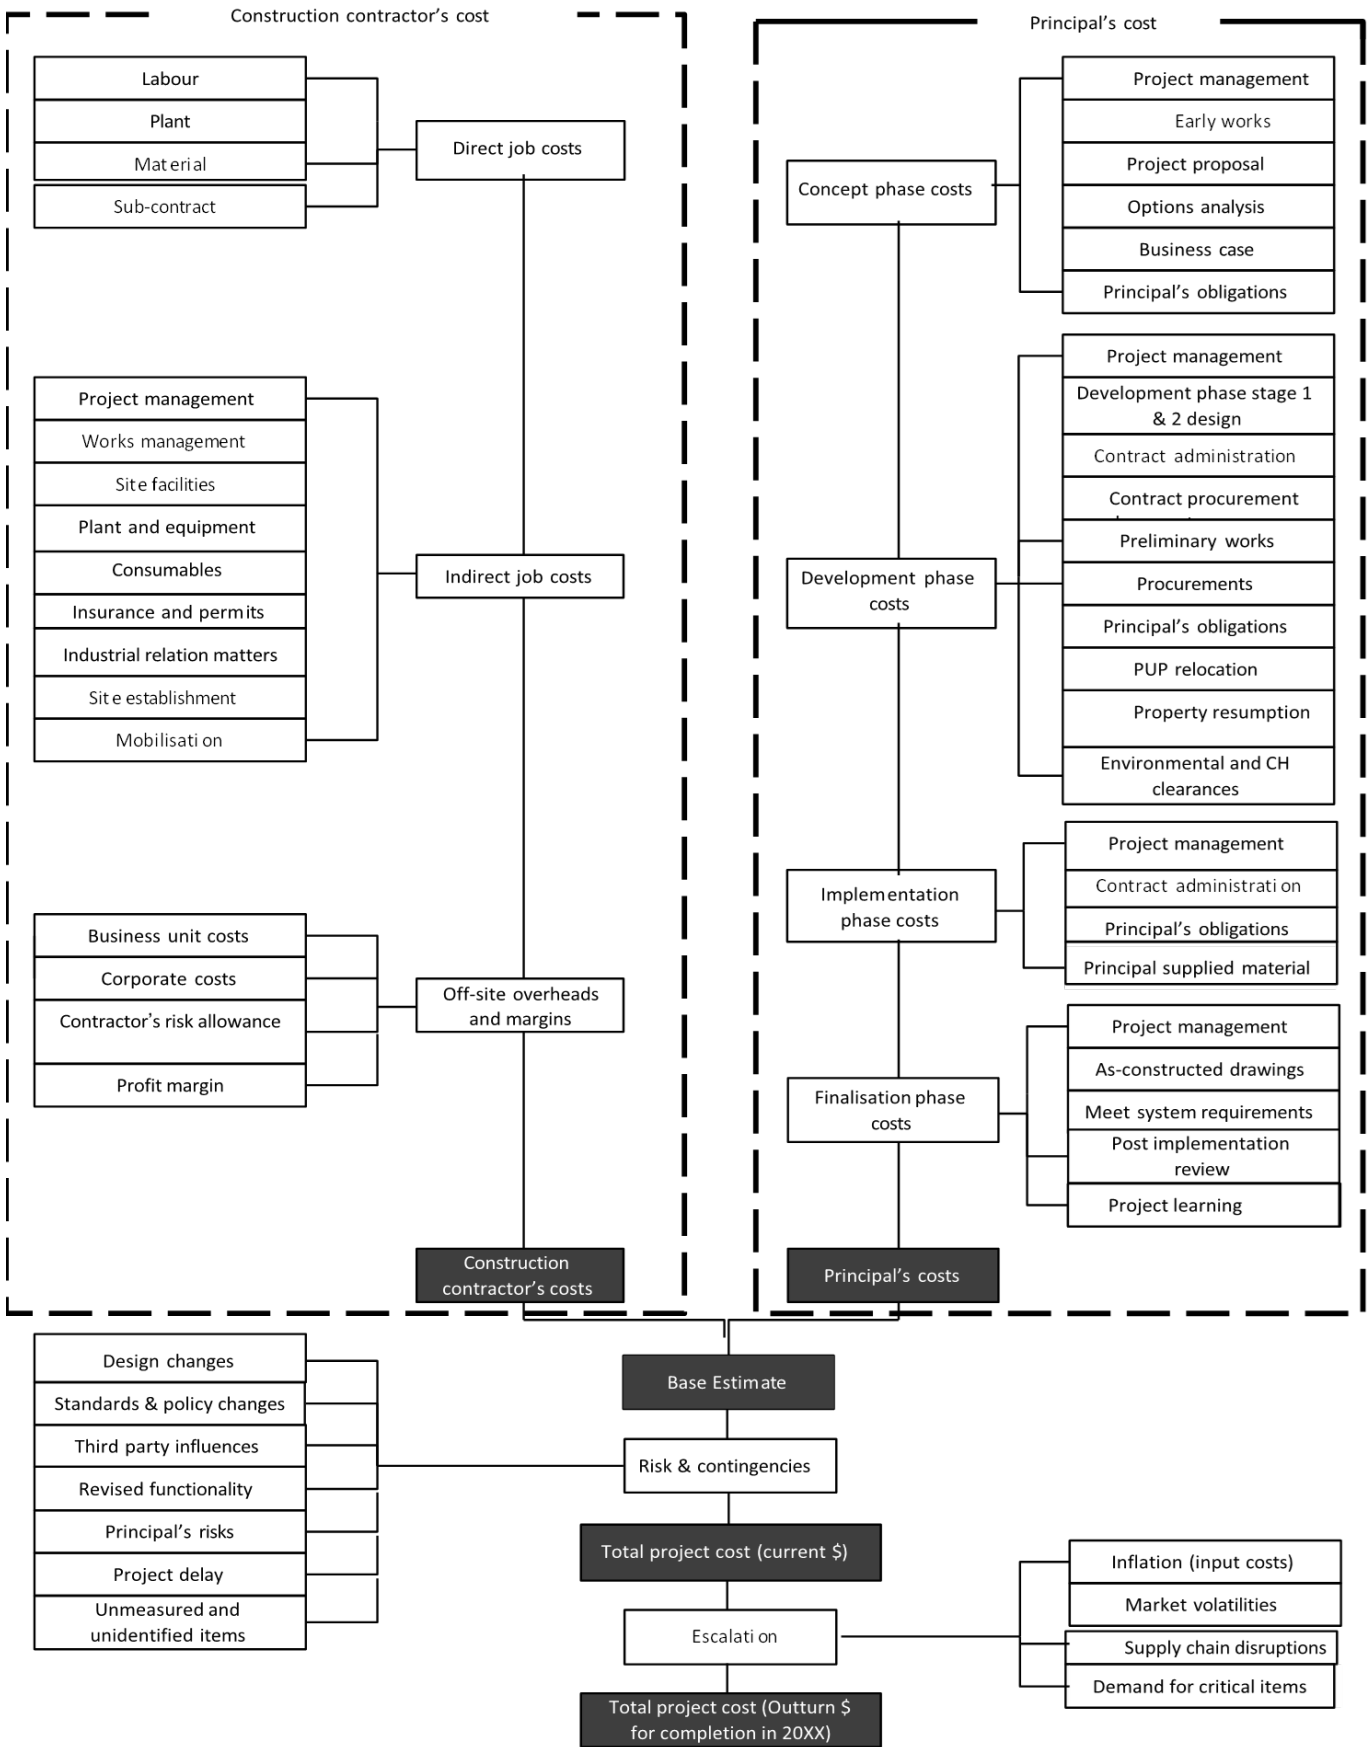 Construction contractor's cost
Labour
Plant
Material
Sub-contract
Direct job costs
Project management
Works management
Site facilities
Plant and equipment
Consumables
Insurance and permits
Industrial relation matters
Site establishment
Mobilisation
Indirect job costs
Business unit costs
Corporate costs
Contractor's risk allowance
Profit margin
Off-site overheads
and margins
Construction
contractor's costs
Principal's cost
Concept phase costs
Project management
Early works
Project proposal
Options analysis
Business case
Principal's obligations
Development phase
costs
Project management
Development phase stage 1
& 2 design
Contract administration
Contract procurement
Preliminary works
Procurements
Principal's obligations
PUP relocation
Property resumption
Environmental and CH
clearances
Implementation
phase costs
Project management
Contract administration
Principal's obligations
Principal supplied material
Finalisation phase
costs
Project management
As-constructed drawings
Meet system requirements
Post implementation
review
Project learning
Principal's costs
Base Estimate
Design changes
Standards & policy changes
Third party influences
Revised functionality
Principal's risks
Project delay
Unmeasured and
unidentified items
Risk & contingencies
Total project cost (current $)
Escalation
Inflation (input costs)
Market volatilities
Supply chain disruptions
Demand for critical items
Total project cost (Outturn $
for completion in 20XX)